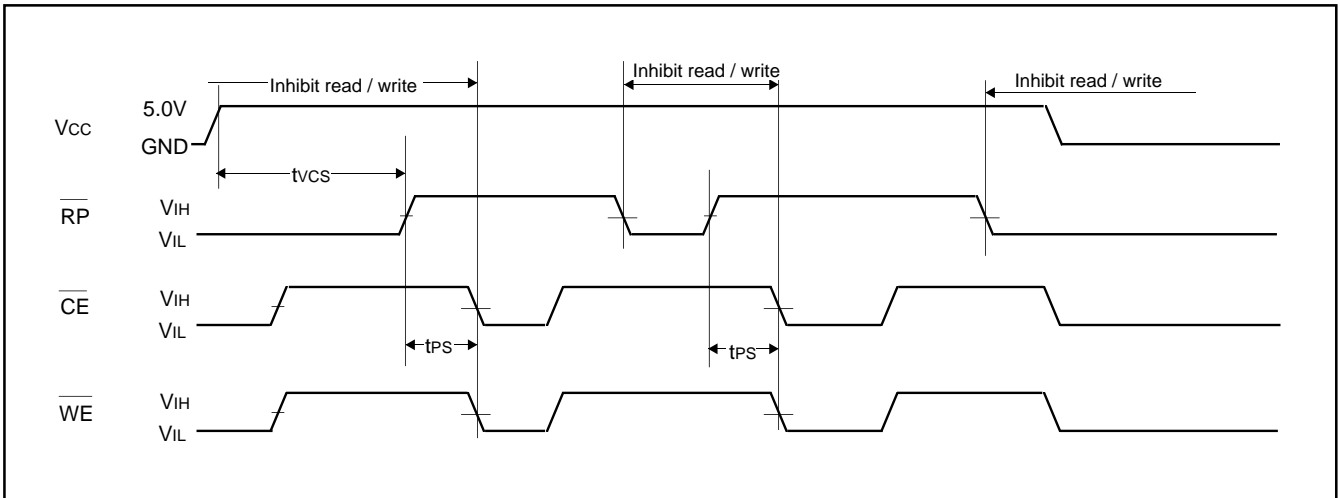 Inhibit read / write
Inhibit read / write
Inhibit read / write
VCC
5.0V
GND
tVCS
RP
VIH
VIL
CE
VIH
VIL
tPS
tPS
WE
VIH
VIL